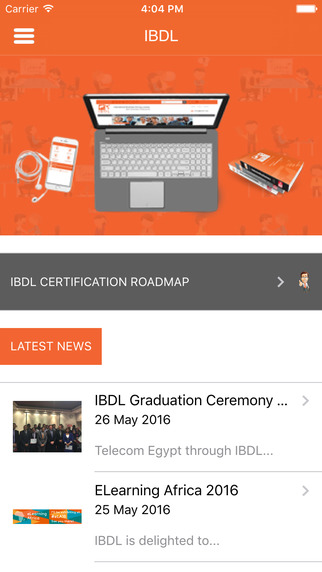 Carrier 4:04 PM
IBDL
IBDL CERTIFICATION ROADMAP
LATEST NEWS
IBDL Graduation Ceremony ...
26 May 2016
Telecom Egypt through IBDL...
ELearning Africa 2016
25 May 2016
IBDL is delighted to...